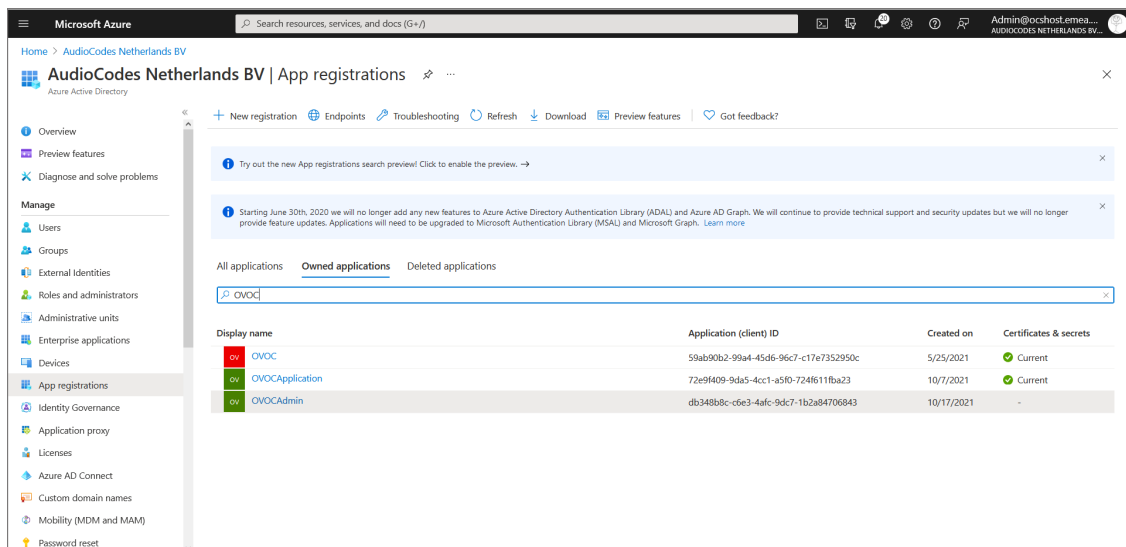 Microsoft Azure
Search resources, services, and docs (G+/)
20
Admin@ocshost.emea....
AUDIOCODES NETHERLANDS BV...
Home > AudioCodes Netherlands BV
AudioCodes Netherlands BV | App registrations
Azure Active Directory
Overview
Preview features
Diagnose and solve problems
Manage
Users
Groups
External Identities
Roles and administrators
Administrative units
Enterprise applications
Devices
App registrations
Identity Governance
Application proxy
Licenses
Azure AD Connect
Custom domain names
Mobility (MDM and MAM)
Password reset
New registration Endpoints Troubleshooting Refresh Download Preview features Got feedback?
Try out the new App registrations search preview! Click to enable the preview. →
Starting June 30th, 2020 we will no longer add any new features to Azure Active Directory Authentication Library (ADAL) and Azure AD Graph. We will continue to provide technical support and security updates but we will no longer
provide feature updates. Applications will need to be upgraded to Microsoft Authentication Library (MSAL) and Microsoft Graph. Learn more
All applications Owned applications Deleted applications
OVOC
Display name Application (client) ID Created on Certificates & secrets
OV OVOC 59ab90b2-99a4-45d6-96c7-c17e7352950c 5/25/2021 Current
OV OVOCApplication 72e9f409-9da5-4cc1-a5f0-724f611fba23 10/7/2021 Current
OV OVOCAdmin db348b8c-c6e3-4afc-9dc7-1b2a84706843 10/17/2021 -